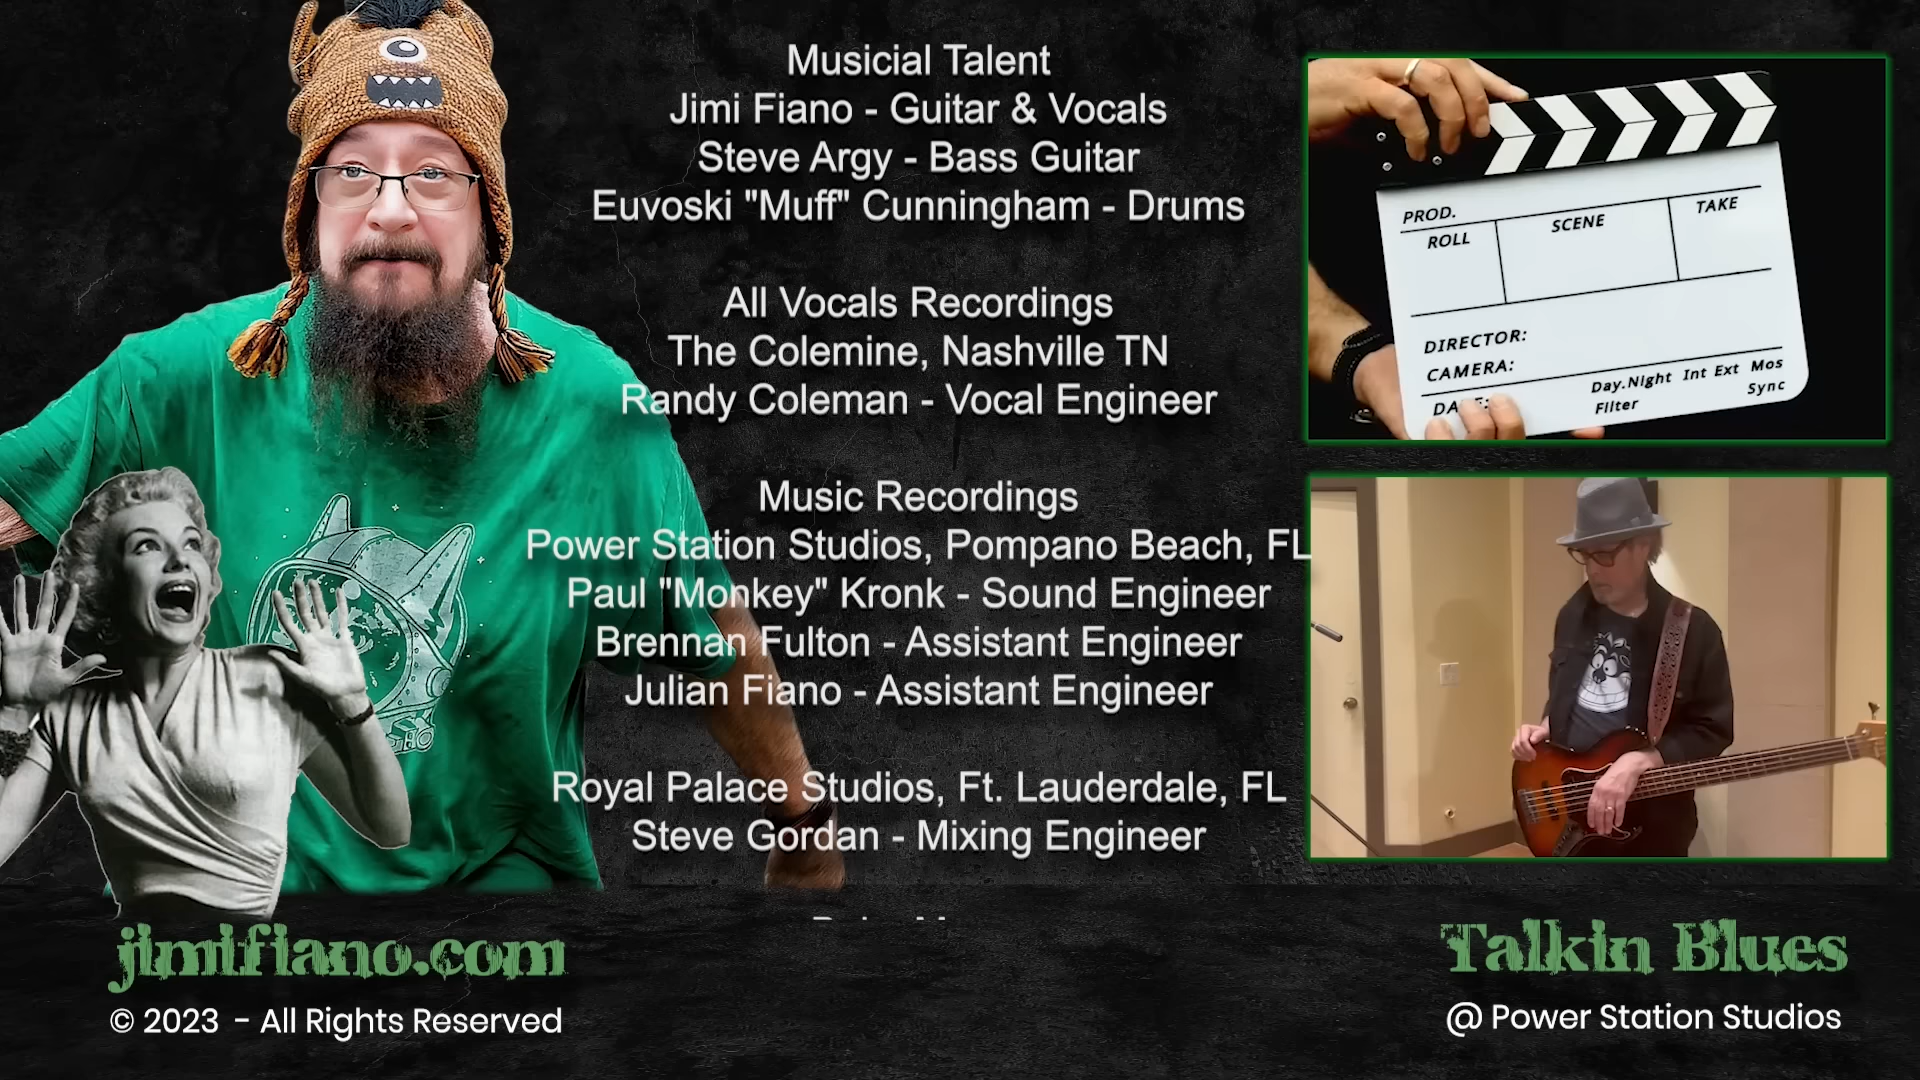 Musicial Talent
Jimi Fiano - Guitar & Vocals
Steve Argy - Bass Guitar
Euvoski "Muff" Cunningham - Drums
All Vocals Recordings
The Colemine, Nashville TN
Randy Coleman - Vocal Engineer
Music Recordings
Power Station Studios, Pompano Beach, FL
Paul "Monkey" Kronk - Sound Engineer
Brennan Fulton - Assistant Engineer
Julian Fiano - Assistant Engineer
Royal Palace Studios, Ft. Lauderdale, FL
Steve Gordan - Mixing Engineer
PROD.
ROLL
SCENE
TAKE
DIRECTOR:
CAMERA:
Day.Night Int Ext Mos
Filter
Sync
jimifiano.com
© 2023 - All Rights Reserved
Talkin Blues
@ Power Station Studios